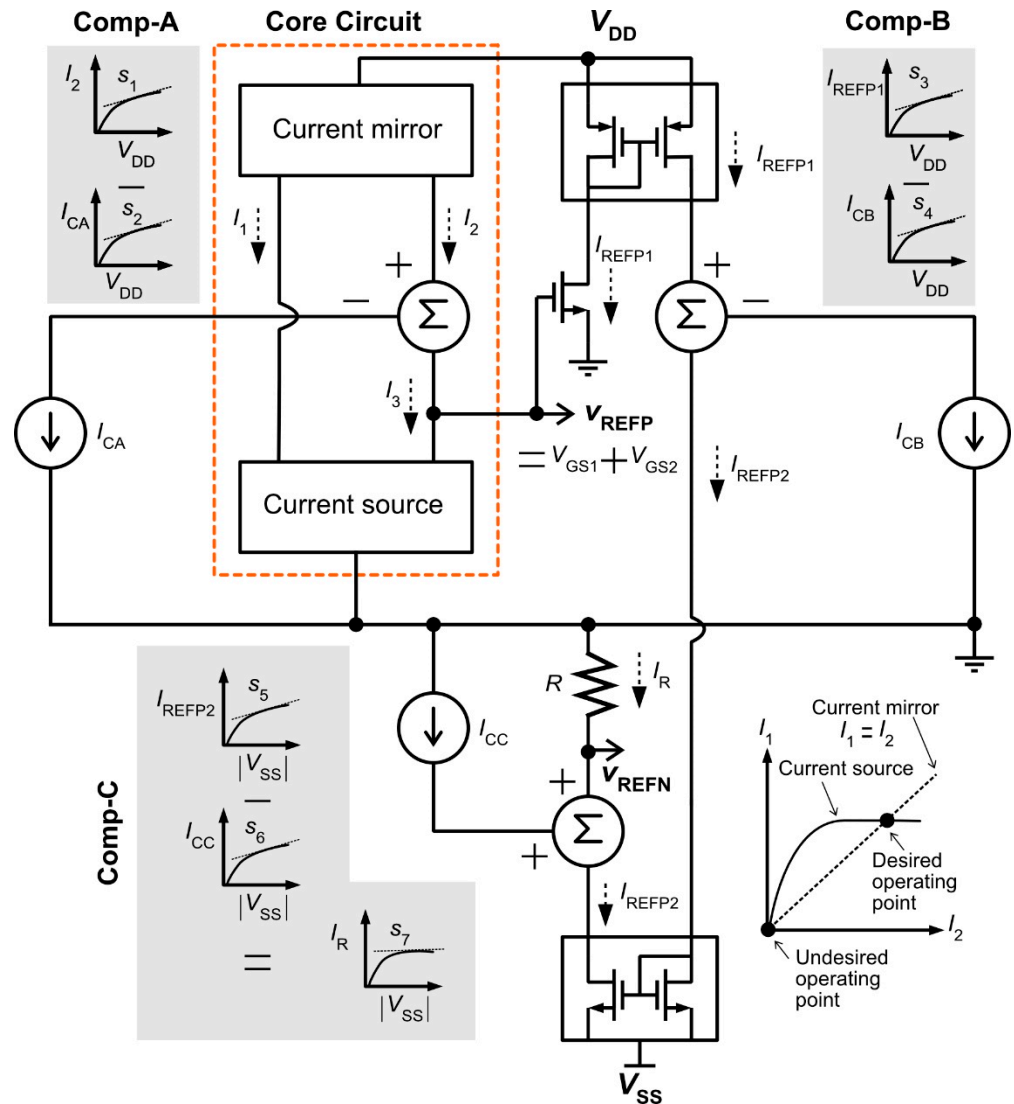 Comp-A
Core Circuit
V_DD
Comp-B
I_2
s_1
V_DD
−
I_CA
s_2
V_DD
Current mirror
I_1
I_2
+
−
Σ
I_3
Current source
I_CA
I_REFP1
I_REFP1
v_REFP
= V_GS1 + V_GS2
I_REFP1
s_3
V_DD
−
I_CB
s_4
V_DD
+
−
Σ
I_CB
I_REFP2
I_REFP2
s_5
|V_SS|
−
I_CC
s_6
|V_SS|
=
I_R
s_7
|V_SS|
Comp-C
I_CC
R
I_R
v_REFN
+
+
Σ
I_REFP2
V_SS
Current mirror
I_1 = I_2
I_1
Current source
Desired
operating
point
I_2
Undesired
operating
point